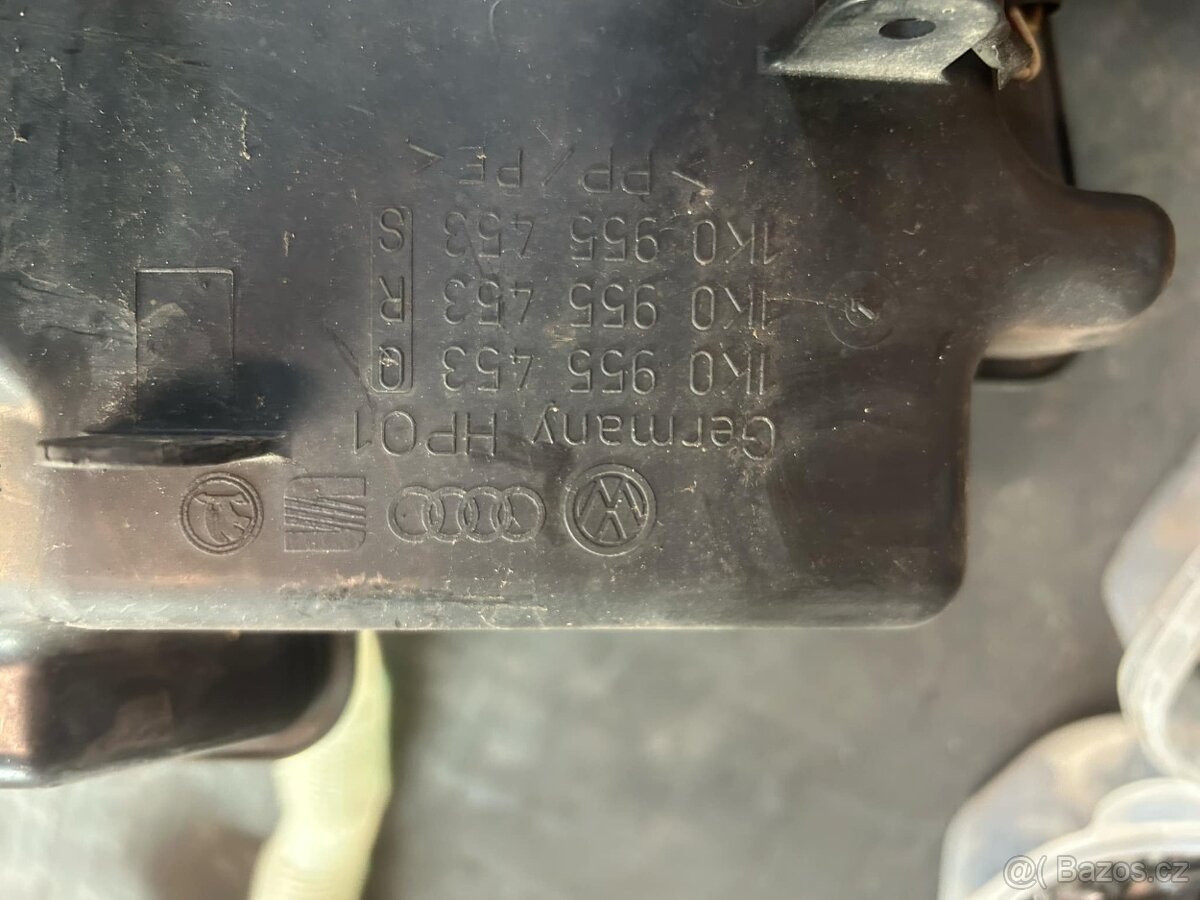 Germany HP01
1K0 955 453 Q
1K0 955 453 R
1K0 955 453 S
>PP/PE<
@( Bazos.cz